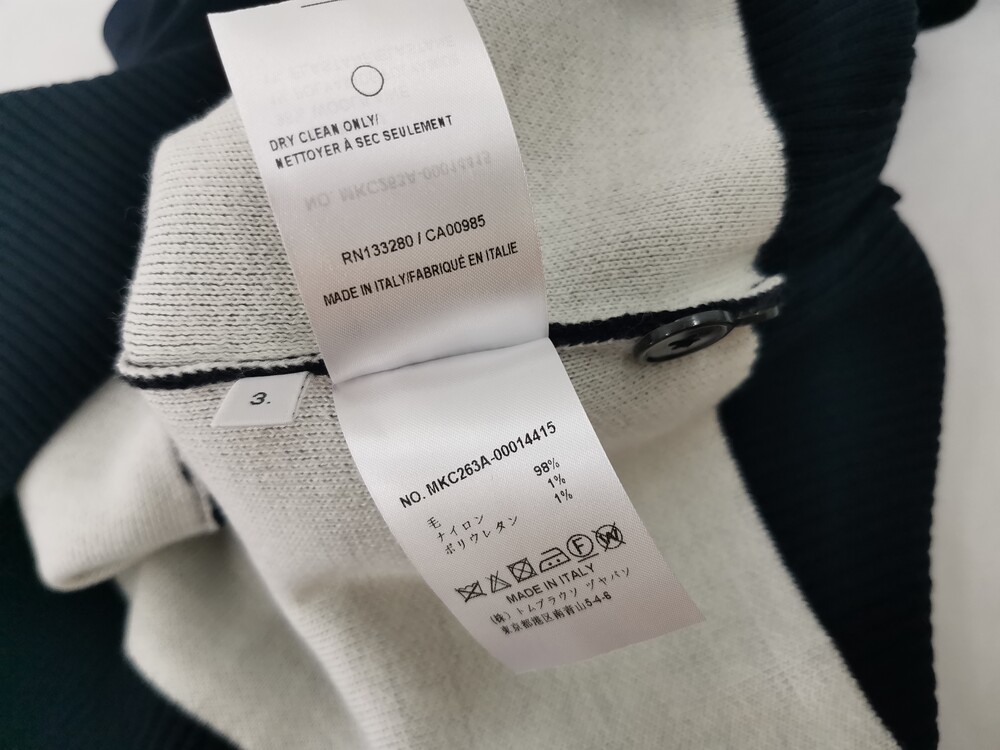 DRY CLEAN ONLY/
NETTOYER À SEC SEULEMENT
RN133280 / CA00985
MADE IN ITALY/FABRIQUÉ EN ITALIE
3.
NO. MKC263A-00014415
毛 98%
ナイロン 1%
ポリウレタン 1%
F W
MADE IN ITALY
(株) トムブラウン ジャパン
東京都港区南青山5-4-6